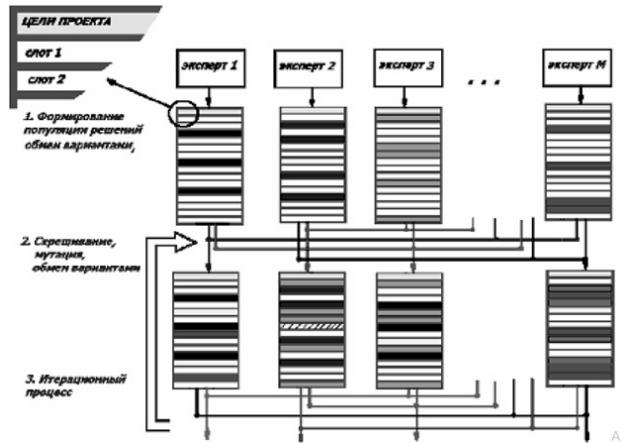 ЦЕЛИ ПРОЕКТА
слот 1
слот 2
эксперт 1
эксперт 2
эксперт 3
. . .
эксперт М
1. Формирование
популяции решений
обмен вариантами,
2. Скрещивание,
мутация,
обмен вариантами
3. Итерационный
процесс
А